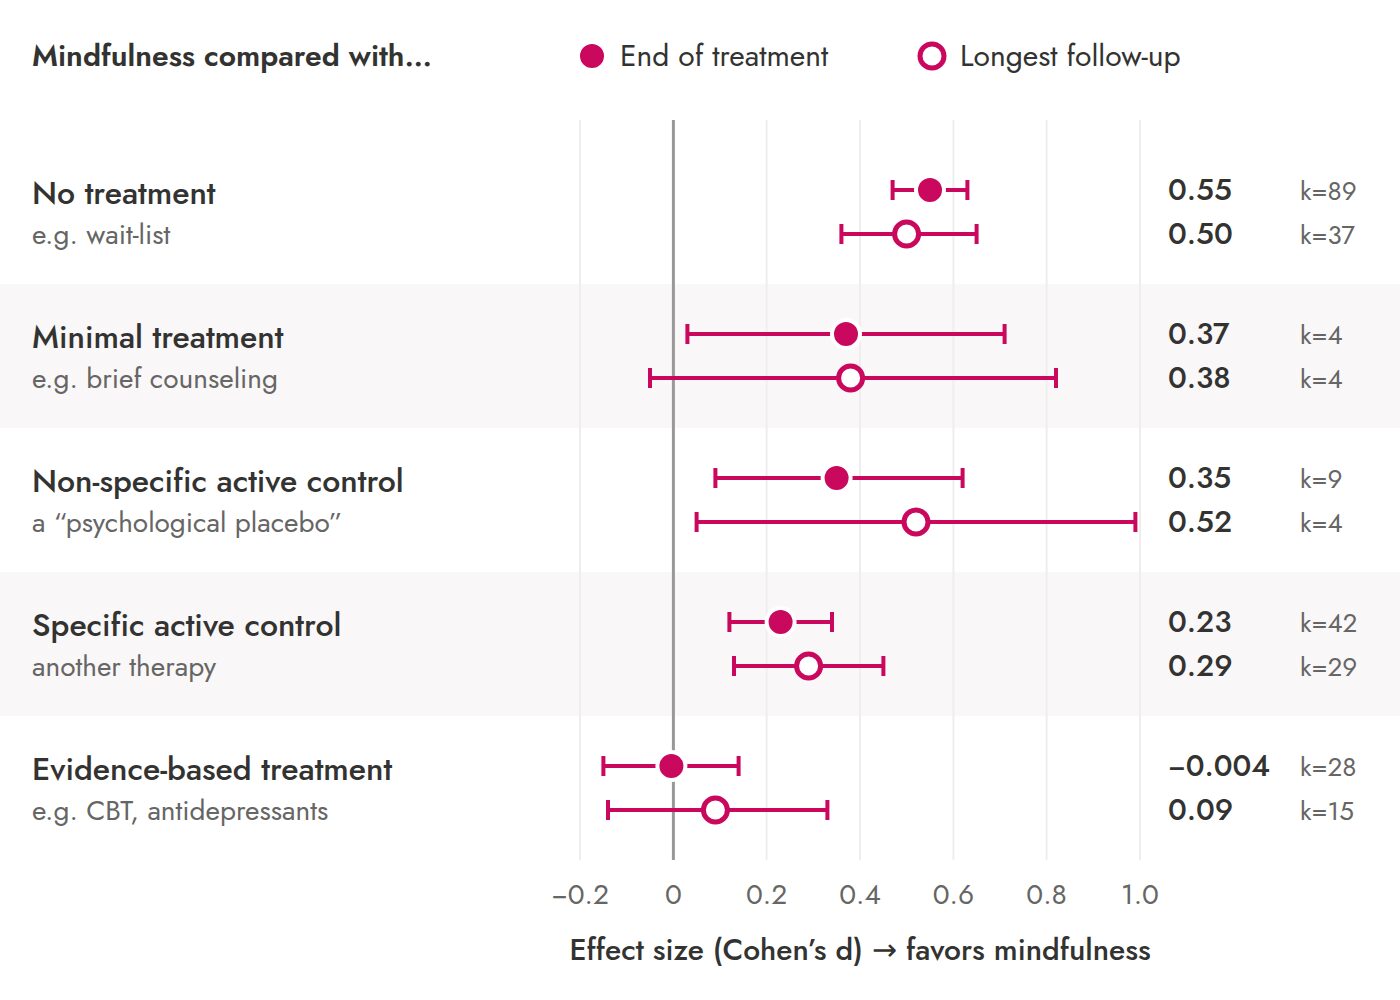 Mindfulness compared with…
End of treatment
Longest follow-up
No treatment
e.g. wait-list
0.55 k=89
0.50 k=37
Minimal treatment
e.g. brief counseling
0.37 k=4
0.38 k=4
Non-specific active control
a “psychological placebo”
0.35 k=9
0.52 k=4
Specific active control
another therapy
0.23 k=42
0.29 k=29
Evidence-based treatment
e.g. CBT, antidepressants
−0.004 k=28
0.09 k=15
−0.2 0 0.2 0.4 0.6 0.8 1.0
Effect size (Cohen’s d) → favors mindfulness